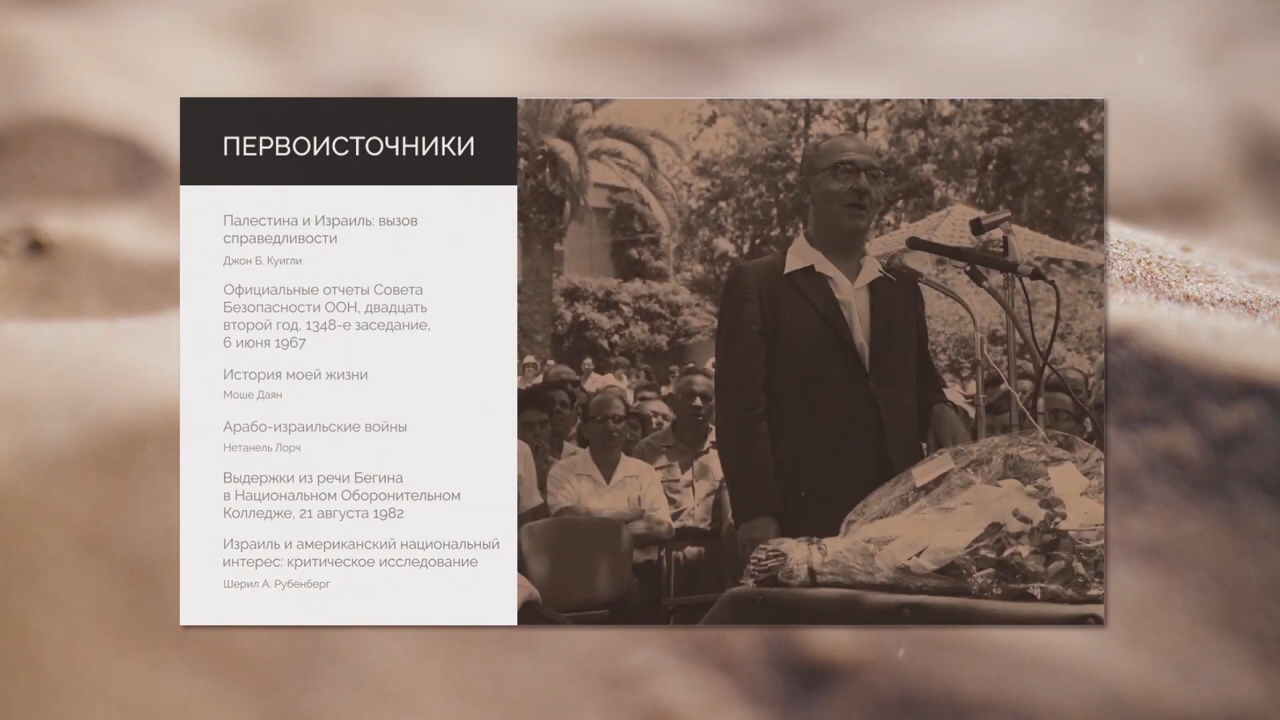 ПЕРВОИСТОЧНИКИ
Палестина и Израиль: вызов
справедливости
Джон Б. Куигли
Официальные отчеты Совета
Безопасности ООН, двадцать
второй год, 1348-е заседание,
6 июня 1967
История моей жизни
Моше Даян
Арабо-израильские войны
Нетанель Лорч
Выдержки из речи Бегина
в Национальном Оборонительном
Колледже, 21 августа 1982
Израиль и американский национальный
интерес: критическое исследование
Шерил А. Рубенберг